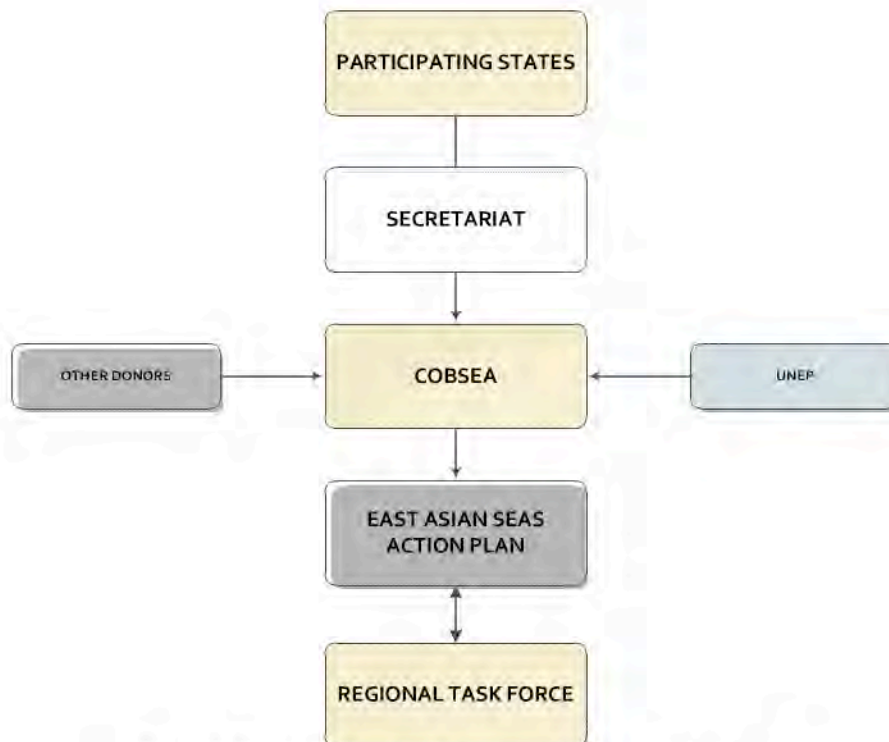 PARTICIPATING STATES
SECRETARIAT
OTHER DONORS
COBSEA
UNEP
EAST ASIAN SEAS
ACTION PLAN
REGIONAL TASK FORCE